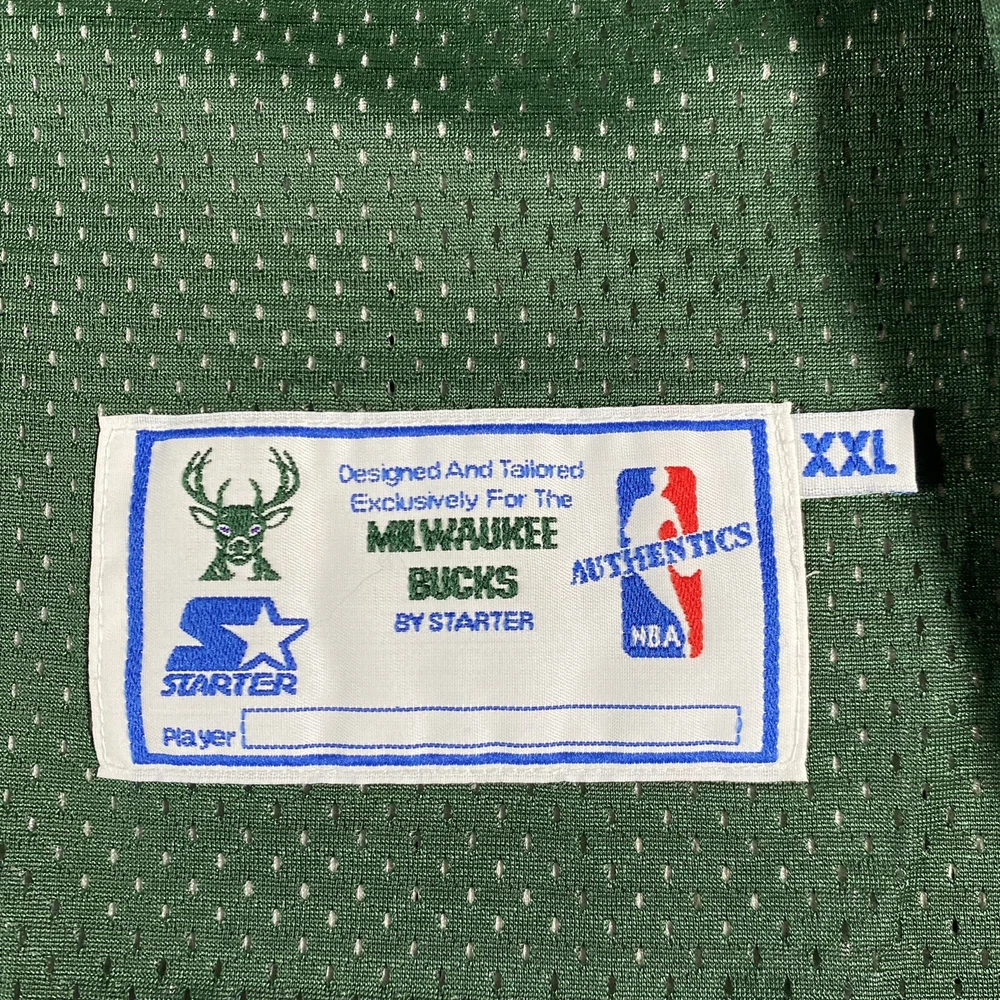 Designed And Tailored
Exclusively For The
MILWAUKEE
BUCKS
BY STARTER
STARTER
Player
AUTHENTICS
NBA
XXL